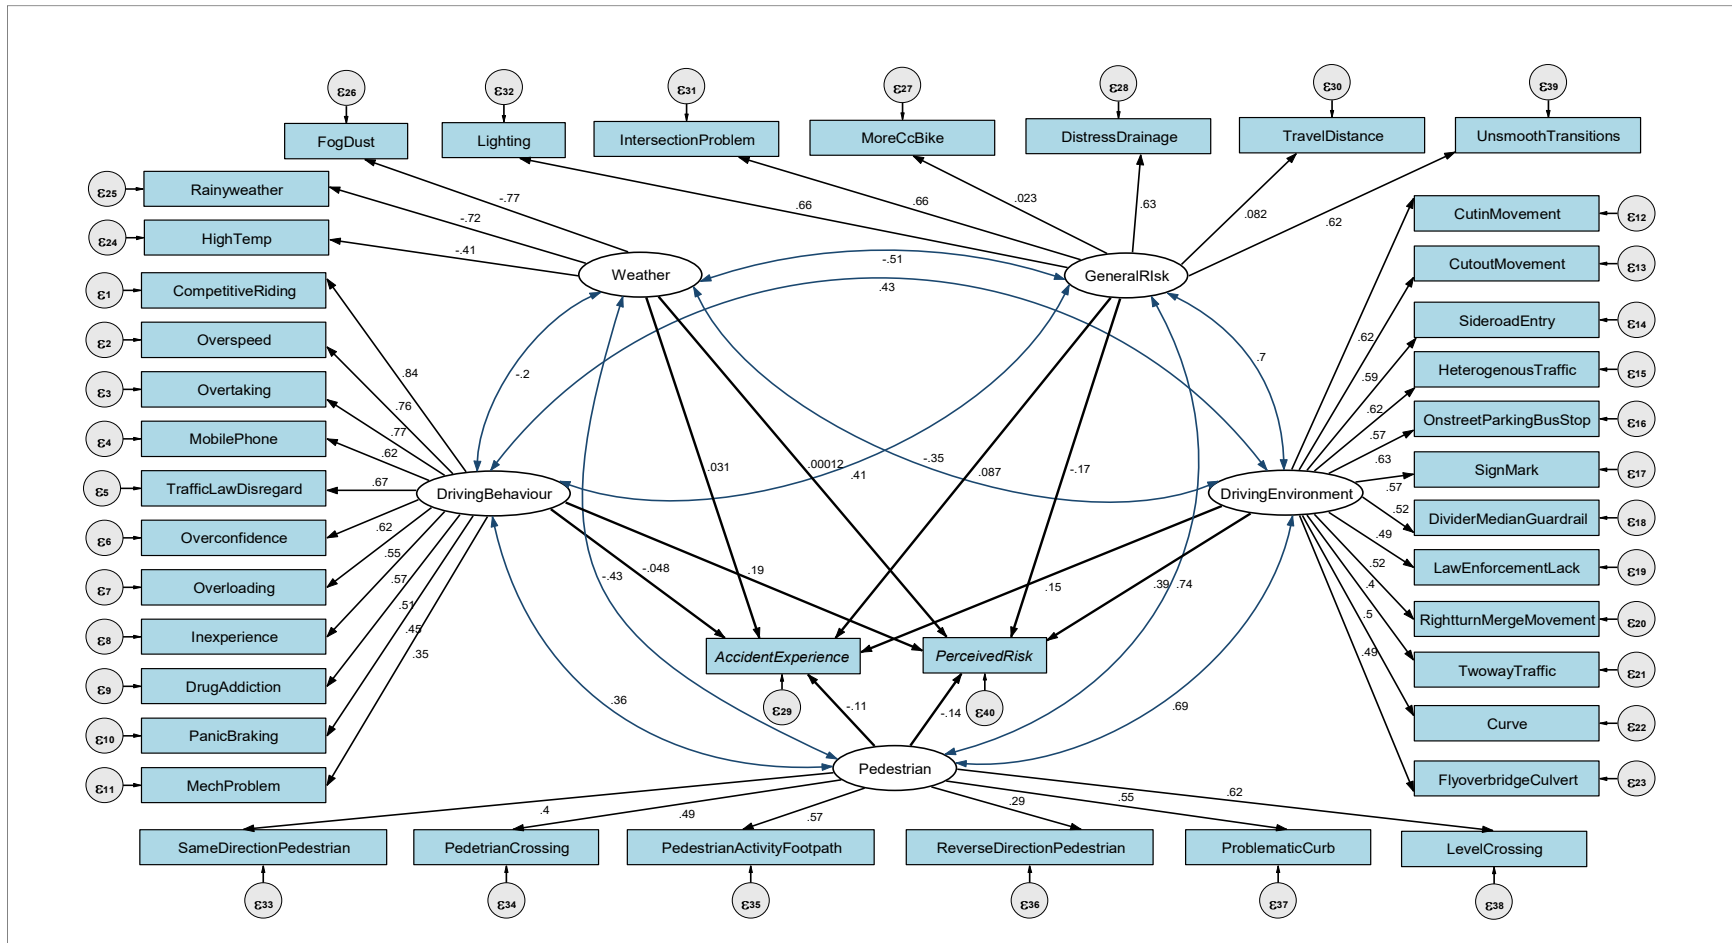 ε26
ε32
ε31
ε27
ε28
ε30
ε39
FogDust
Lighting
IntersectionProblem
MoreCcBike
DistressDrainage
TravelDistance
UnsmoothTransitions
ε25
Rainyweather
ε24
HighTemp
ε1
CompetitiveRiding
ε2
Overspeed
ε3
Overtaking
ε4
MobilePhone
ε5
TrafficLawDisregard
ε6
Overconfidence
ε7
Overloading
ε8
Inexperience
ε9
DrugAddiction
ε10
PanicBraking
ε11
MechProblem
-.77
-.72
-.41
.66
.66
.023
.63
.082
.62
Weather
GeneralRIsk
-.51
.43
-.2
.7
.84
.76
.77
.62
.67
.62
.55
.57
.51
.45
.35
DrivingBehaviour
DrivingEnvironment
.031
.00012
.41
-.35
.087
-.17
-.43
-.048
.19
.15
.39
.74
.36
.69
AccidentExperience
PerceivedRisk
ε29
ε40
-.11
-.14
Pedestrian
.62
.59
.62
.57
.63
.57
.52
.49
.52
.4
.5
.49
CutinMovement
ε12
CutoutMovement
ε13
SideroadEntry
ε14
HeterogenousTraffic
ε15
OnstreetParkingBusStop
ε16
SignMark
ε17
DividerMedianGuardrail
ε18
LawEnforcementLack
ε19
RightturnMergeMovement
ε20
TwowayTraffic
ε21
Curve
ε22
FlyoverbridgeCulvert
ε23
.4
.49
.57
.29
.55
.62
SameDirectionPedestrian
PedetrianCrossing
PedestrianActivityFootpath
ReverseDirectionPedestrian
ProblematicCurb
LevelCrossing
ε33
ε34
ε35
ε36
ε37
ε38